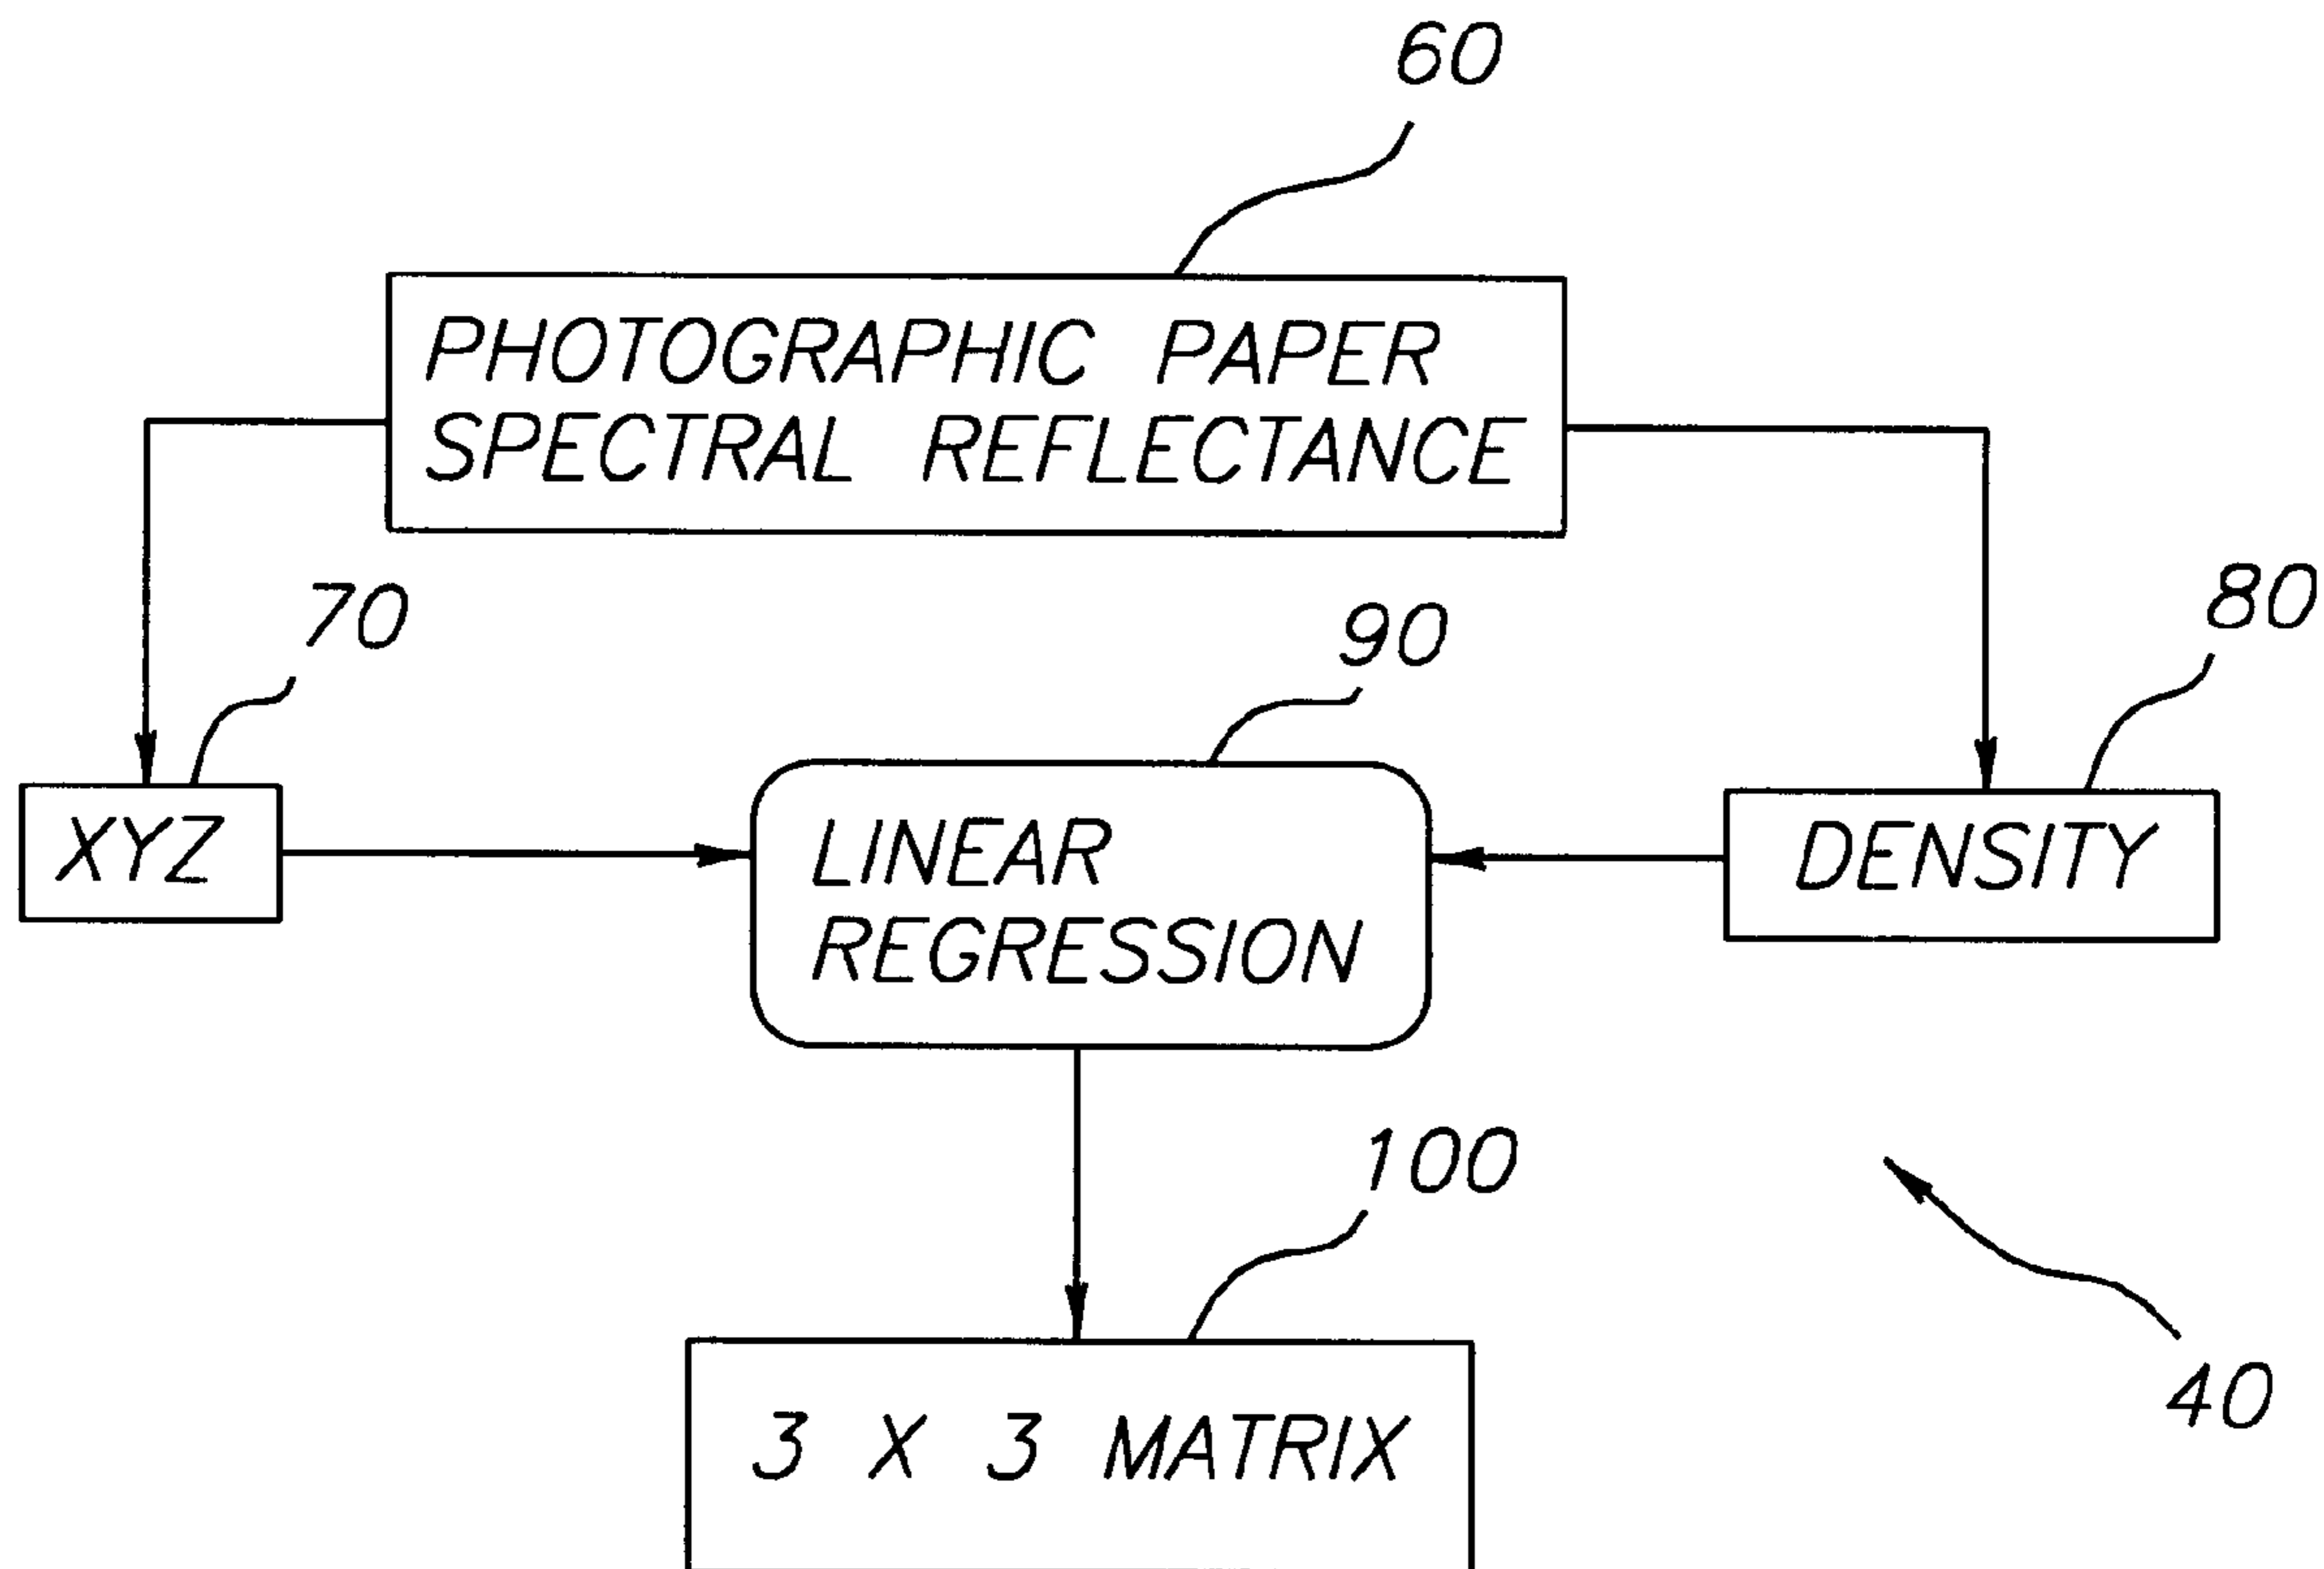 60
PHOTOGRAPHIC PAPER
SPECTRAL REFLECTANCE
70
90
80
XYZ
LINEAR
REGRESSION
DENSITY
100
3 X 3 MATRIX
40